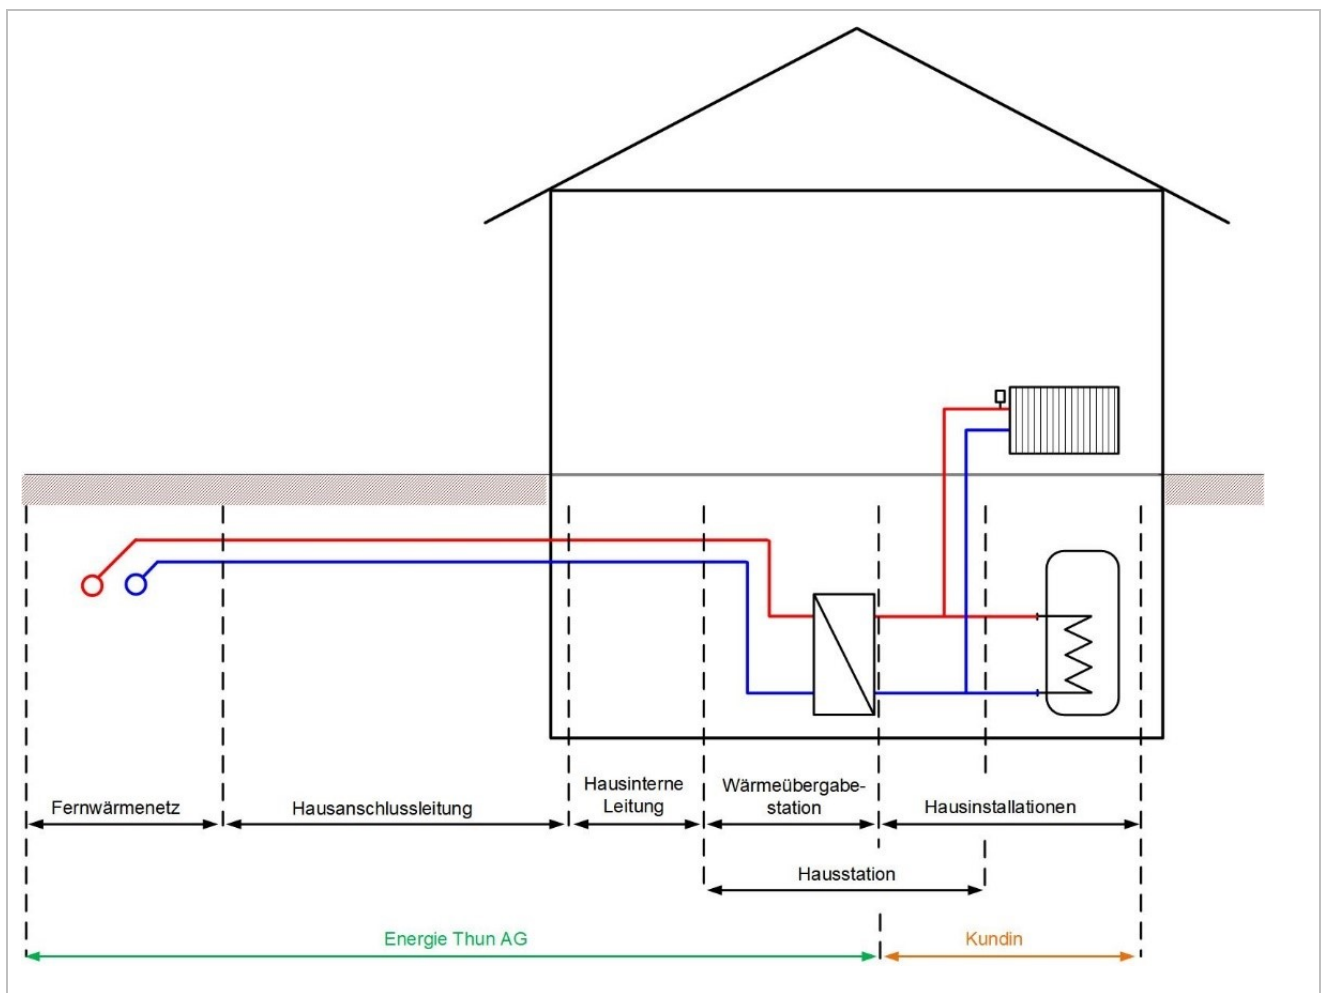 Fernwärmenetz
Hausanschlussleitung
Hausinterne
Leitung
Wärmeübergabe-
station
Hausinstallationen
Hausstation
Energie Thun AG
Kundin